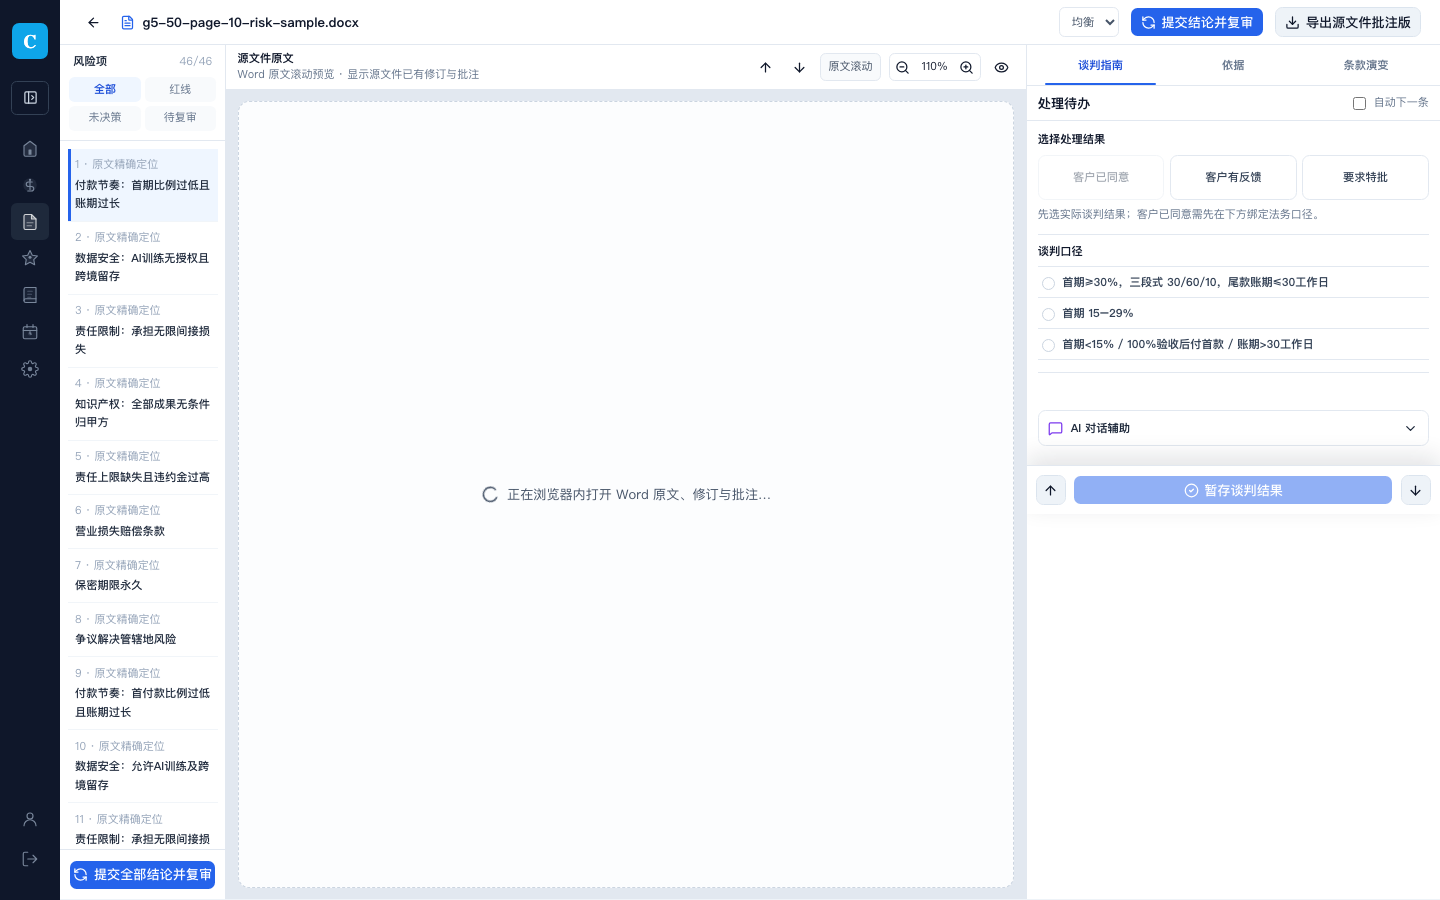 C
g5-50-page-10-risk-sample.docx
均衡
提交结论并复审
导出源文件批注版
风险项
46/46
全部
红线
未决策
待复审
1 · 原文精确定位
付款节奏：首期比例过低且
账期过长
2 · 原文精确定位
数据安全：AI训练无授权且
跨境留存
3 · 原文精确定位
责任限制：承担无限间接损
失
4 · 原文精确定位
知识产权：全部成果无条件
归甲方
5 · 原文精确定位
责任上限缺失且违约金过高
6 · 原文精确定位
营业损失赔偿条款
7 · 原文精确定位
保密期限永久
8 · 原文精确定位
争议解决管辖地风险
9 · 原文精确定位
付款节奏：首付款比例过低
且账期过长
10 · 原文精确定位
数据安全：允许AI训练及跨
境留存
11 · 原文精确定位
责任限制：承担无限间接损
提交全部结论并复审
源文件原文
Word 原文滚动预览 · 显示源文件已有修订与批注
原文滚动
110%
正在浏览器内打开 Word 原文、修订与批注...
谈判指南
依据
条款演变
处理待办
自动下一条
选择处理结果
客户已同意
客户有反馈
要求特批
先选实际谈判结果；客户已同意需先在下方绑定法务口径。
谈判口径
首期≥30%，三段式 30/60/10，尾款账期≤30工作日
首期 15—29%
首期<15% / 100%验收后付首款 / 账期>30工作日
AI 对话辅助
暂存谈判结果